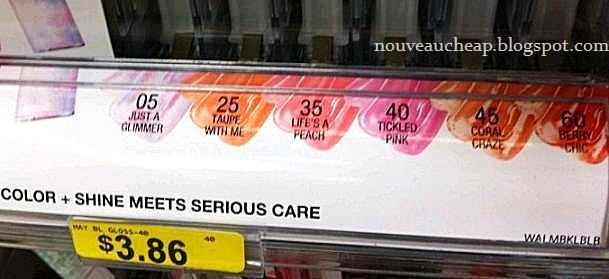 nouveaucheap.blogspot.com
05
JUST A
GLIMMER
25
TAUPE
WITH ME
35
LIFE'S A
PEACH
40
TICKLED
PINK
45
CORAL
CRAZE
60
BERRY
CHIC
COLOR + SHINE MEETS SERIOUS CARE
WALMBKLBLB
MAY BL GLOSS-40
$3.86 40